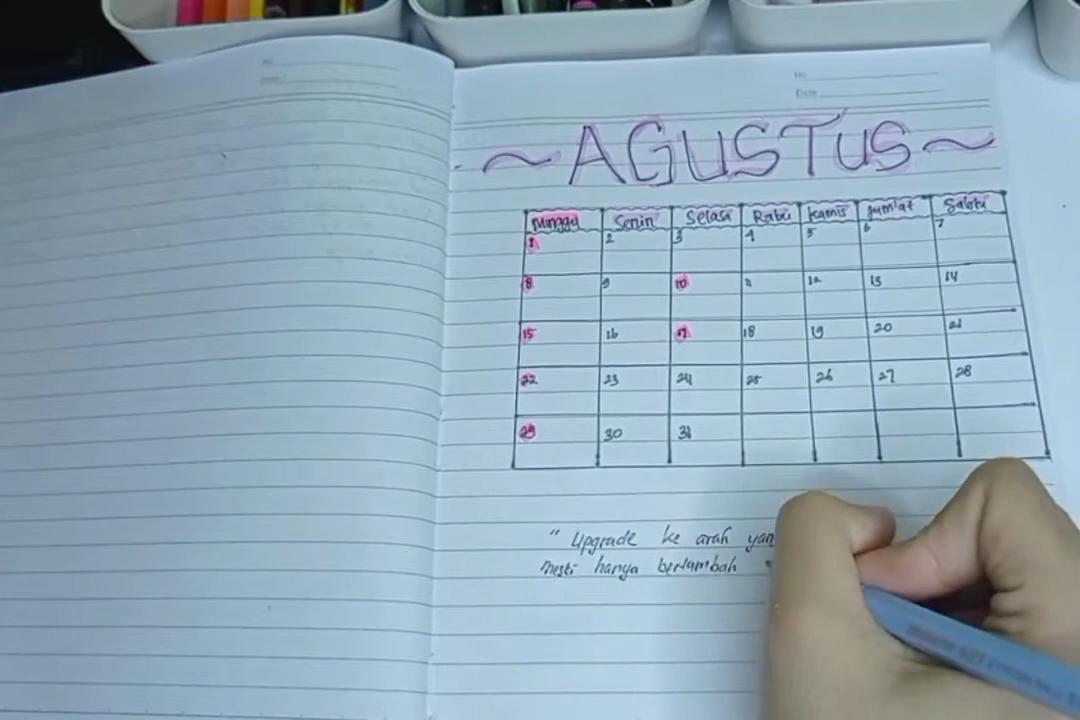 No
Date
~AGUSTUS~
Minggu Senin Selasa Rabu Kamis Jum'at Sabtu
1 2 3 4 5 6 7
8 9 10 11 12 13 14
15 16 17 18 19 20 21
22 23 24 25 26 27 28
29 30 31
" Upgrade ke arah
mesti hanya bertambah